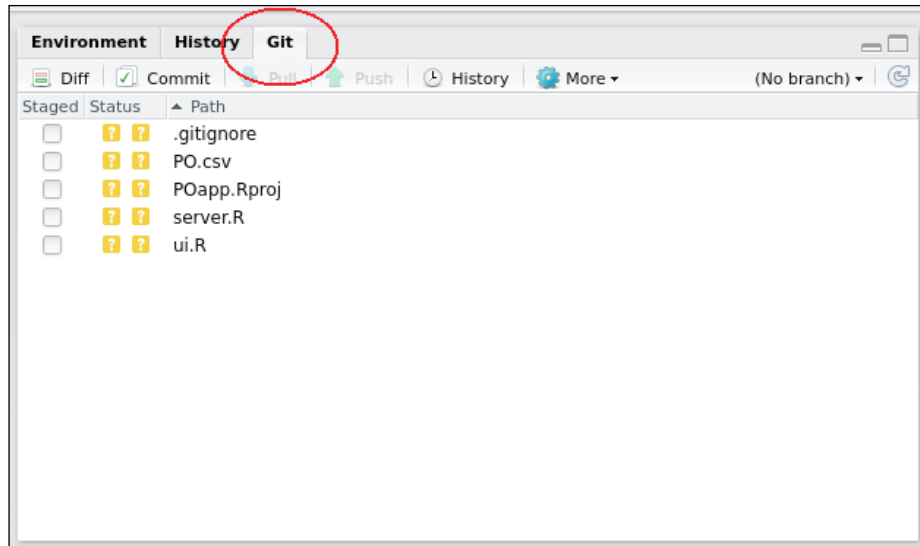 Environment History Git
Diff Commit Pull Push History More (No branch)
Staged Status Path
? ? .gitignore
? ? PO.csv
? ? POapp.Rproj
? ? server.R
? ? ui.R